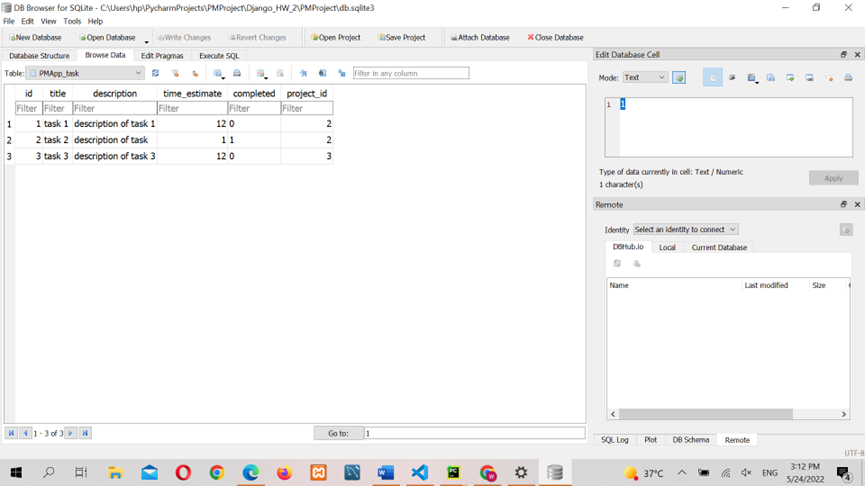 DB Browser for SQLite - C:\Users\hp\PycharmProjects\PMProject\Django_HW_2\PMProject\db.sqlite3
File Edit View Tools Help
New Database Open Database Write Changes Revert Changes Open Project Save Project Attach Database Close Database
Database Structure Browse Data Edit Pragmas Execute SQL
Table: PMApp_task Filter in any column
id title description time_estimate completed project_id
Filter Filter Filter Filter Filter Filter
1 1 task 1 description of task 1 12 0 2
2 2 task 2 description of task 1 1 2
3 3 task 3 description of task 3 12 0 3
1 - 3 of 3 Go to: 1
Edit Database Cell
Mode: Text
1 1
Type of data currently in cell: Text / Numeric
1 character(s)
Apply
Remote
Identity Select an identity to connect
DBHub.io Local Current Database
Name Last modified Size
SQL Log Plot DB Schema Remote
UTF-8
37°C ENG 3:12 PM
5/24/2022 4